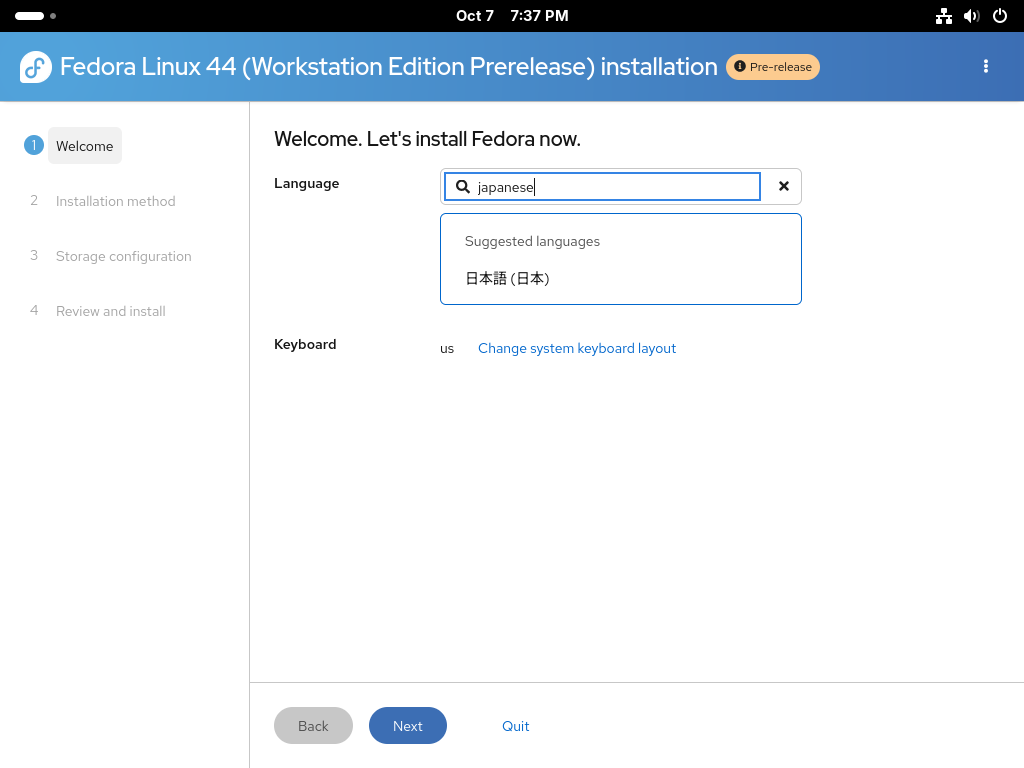 Oct 7 7:37 PM
Fedora Linux 44 (Workstation Edition Prerelease) installation Pre-release
1 Welcome
2 Installation method
3 Storage configuration
4 Review and install
Welcome. Let's install Fedora now.
Language
japanese
Suggested languages
日本語 (日本)
Keyboard us Change system keyboard layout
Back Next Quit